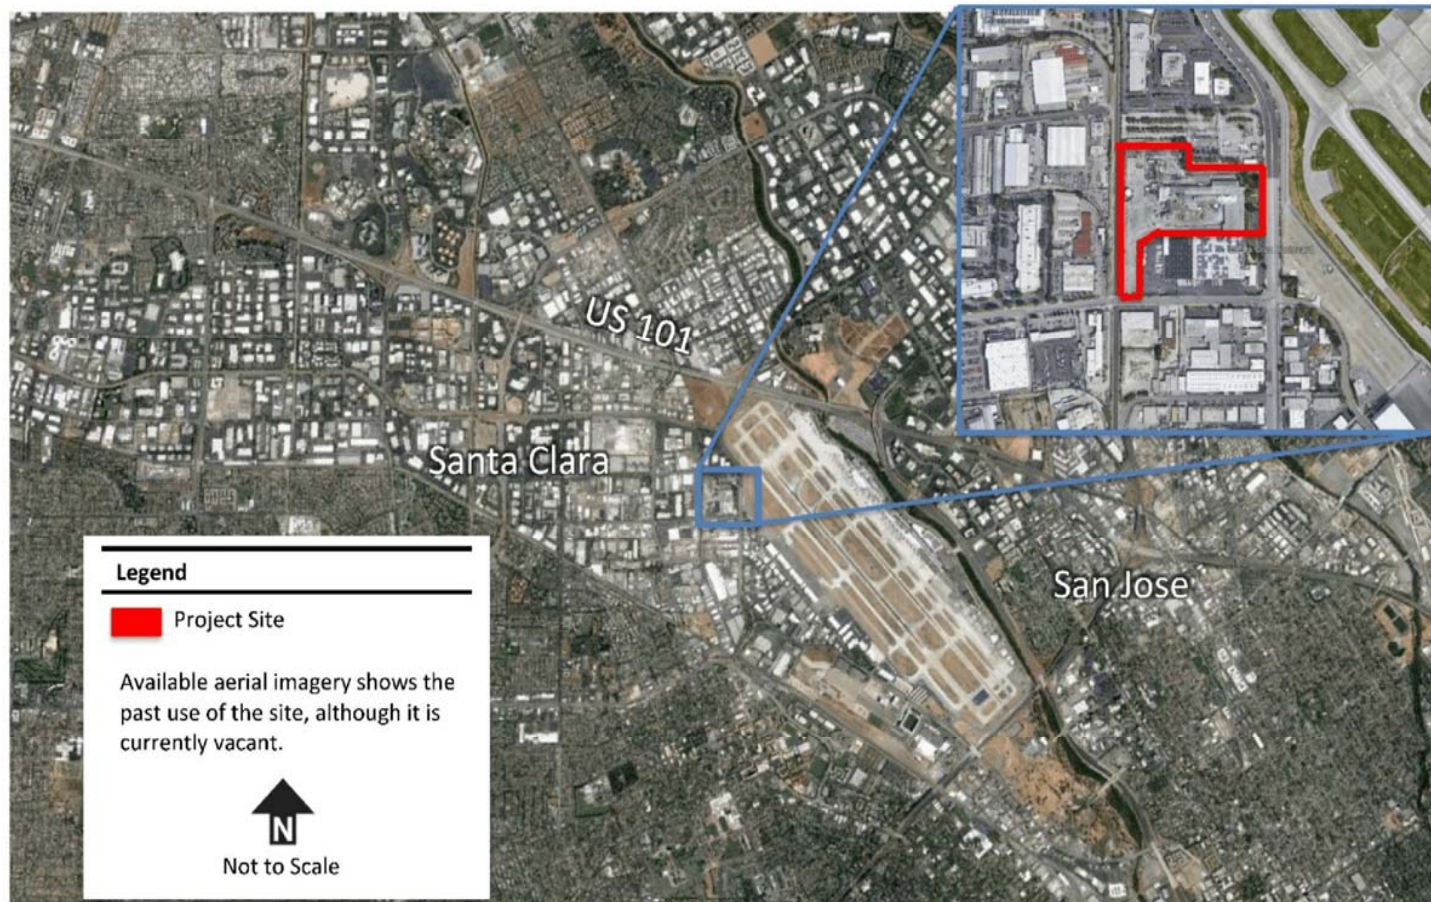 US 101
Santa Clara
San Jose
Legend
Project Site
Available aerial imagery shows the
past use of the site, although it is
currently vacant.
N
Not to Scale